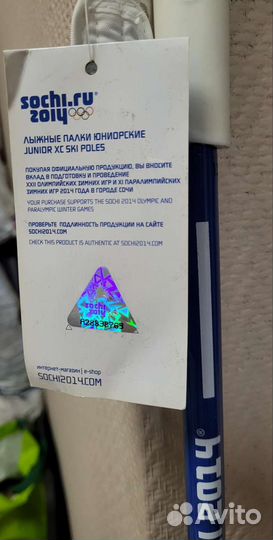 sochi.ru
2014
ЛЫЖНЫЕ ПАЛКИ ЮНИОРСКИЕ
JUNIOR XC SKI POLES
ПОКУПАЯ ОФИЦИАЛЬНУЮ ПРОДУКЦИЮ, ВЫ ВНОСИТЕ
ВКЛАД В ПОДГОТОВКУ И ПРОВЕДЕНИЕ
XXII ОЛИМПИЙСКИХ ЗИМНИХ ИГР И XI ПАРАЛИМПИЙСКИХ
ЗИМНИХ ИГР 2014 ГОДА В ГОРОДЕ СОЧИ
YOUR PURCHASE SUPPORTS THE SOCHI 2014 OLYMPIC AND
PARALYMPIC WINTER GAMES
ПРОВЕРЬТЕ ПОДЛИННОСТЬ ПРОДУКЦИИ НА САЙТЕ
SOCHI2014.COM
CHECK THIS PRODUCT IS AUTHENTIC AT SOCHI2014.COM
sochi
2014
интернет-магазин | e-shop
SOCHI2014.COM
2014
Avito